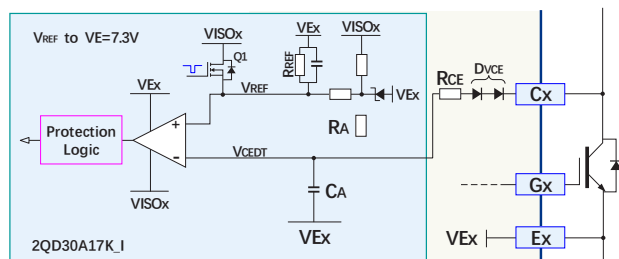 VREF to VE=7.3V
VISOx
Q1
VEx
RREF
VISOx
VEx
VREF
VEx
RA
RCE
DVCE
Cx
Protection
Logic
+
-
VCEDT
VISOx
CA
VEx
Gx
VEx
Ex
2QD30A17K_I